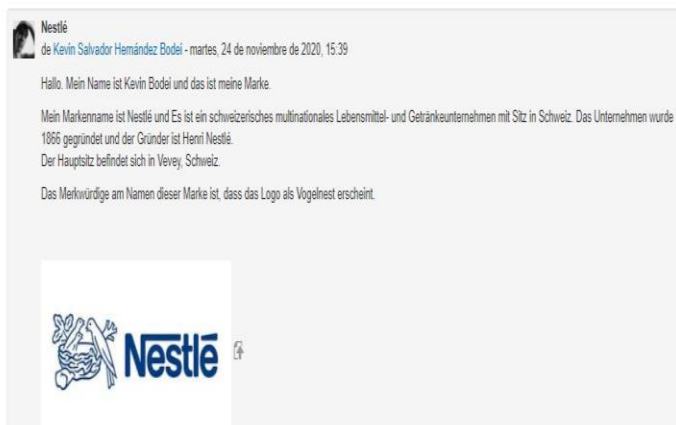 Nestlé
de Kevin Salvador Hernández Bodei - martes, 24 de noviembre de 2020, 15:39
Hallo. Mein Name ist Kevin Bodei und das ist meine Marke.
Mein Markenname ist Nestlé und Es ist ein schweizerisches multinationales Lebensmittel- und Getränkeunternehmen mit Sitz in Schweiz. Das Unternehmen wurde
1866 gegründet und der Gründer ist Henri Nestlé.
Der Hauptsitz befindet sich in Vevey, Schweiz.
Das Merkwürdige am Namen dieser Marke ist, dass das Logo als Vogelnest erscheint.
Nestlé